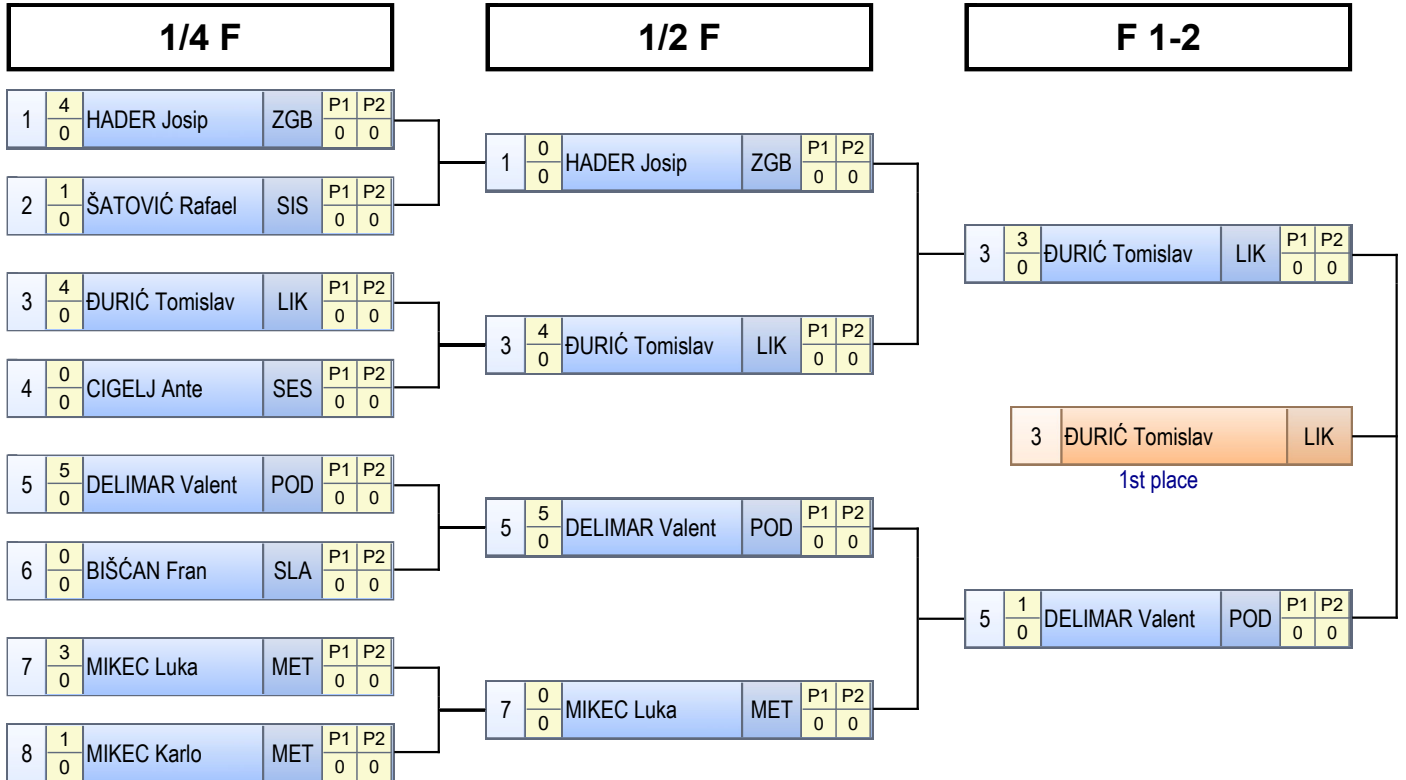 1/4 F 1/2 F F 1-2
1 4 0 HADER Josip ZGB P1 P2 0 0
2 1 0 ŠATOVIĆ Rafael SIS P1 P2 0 0
3 4 0 ĐURIĆ Tomislav LIK P1 P2 0 0
4 0 0 CIGELJ Ante SES P1 P2 0 0
5 5 0 DELIMAR Valent POD P1 P2 0 0
6 0 0 BIŠĆAN Fran SLA P1 P2 0 0
7 3 0 MIKEC Luka MET P1 P2 0 0
8 1 0 MIKEC Karlo MET P1 P2 0 0
1 0 0 HADER Josip ZGB P1 P2 0 0
3 4 0 ĐURIĆ Tomislav LIK P1 P2 0 0
5 5 0 DELIMAR Valent POD P1 P2 0 0
7 0 0 MIKEC Luka MET P1 P2 0 0
3 3 0 ĐURIĆ Tomislav LIK P1 P2 0 0
3 ĐURIĆ Tomislav LIK
1st place
5 1 0 DELIMAR Valent POD P1 P2 0 0